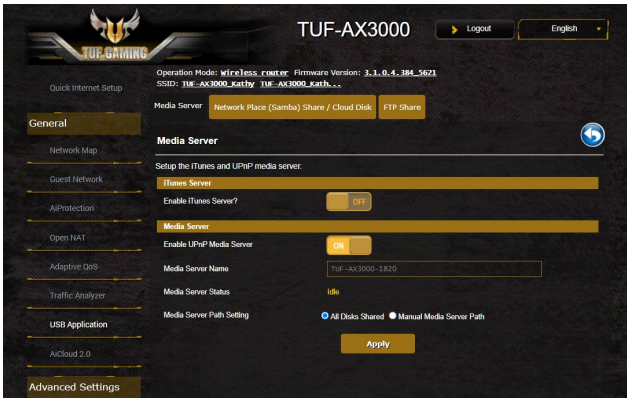 TUF GAMING
TUF-AX3000
Logout
English
Quick Internet Setup
Operation Mode: Wireless router Firmware Version: 3.1.0.4.384_5621
SSID: TUF-AX3000_Kathy TUF-AX3000_Kath...
Media Server
Network Place (Samba) Share / Cloud Disk
FTP Share
General
Network Map
Guest Network
AiProtection
Open NAT
Adaptive QoS
Traffic Analyzer
USB Application
AiCloud 2.0
Advanced Settings
Media Server
Setup the iTunes and UPnP media server.
iTunes Server
Enable iTunes Server?
OFF
Media Server
Enable UPnP Media Server
ON
Media Server Name
TUF-AX3000-1820
Media Server Status
Idle
Media Server Path Setting
All Disks Shared Manual Media Server Path
Apply